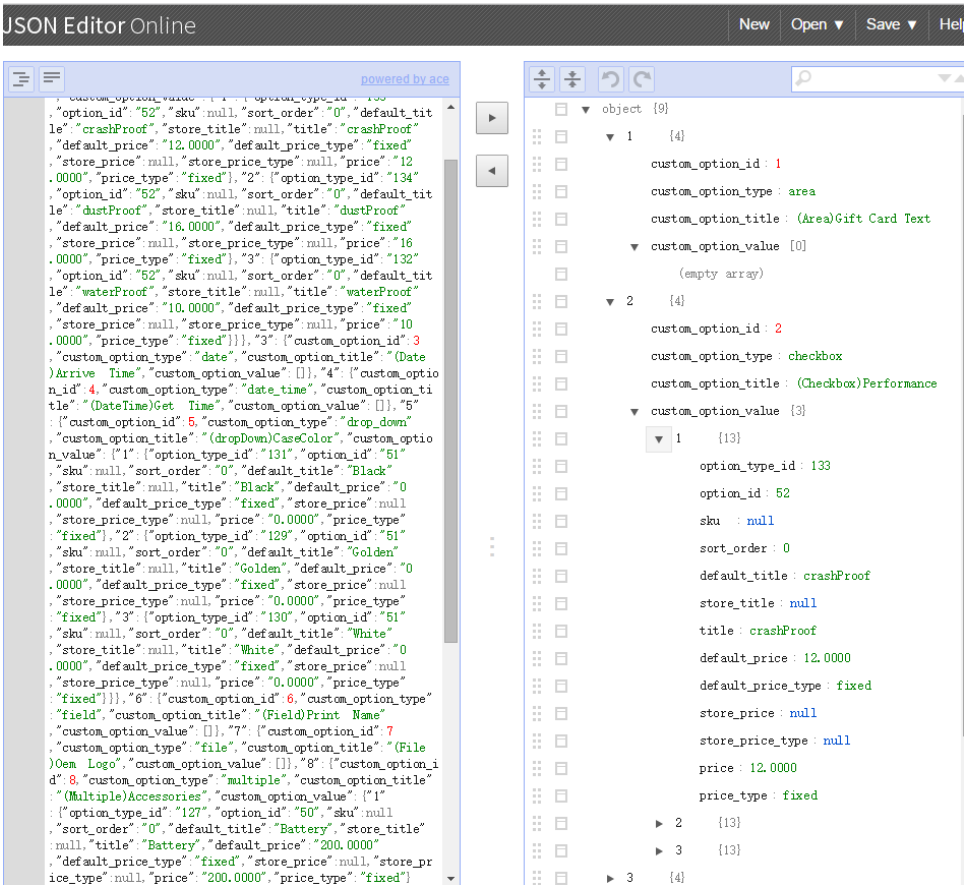 JSON Editor Online
New
Open ▼
Save ▼
Help
powered by ace
,"custom_option_value":{"1":{"option_type_id":"133"
,"option_id":"52","sku":null,"sort_order":"0","default_tit
le":"crashProof","store_title":null,"title":"crashProof"
,"default_price":"12.0000","default_price_type":"fixed"
,"store_price":null,"store_price_type":null,"price":"12
.0000","price_type":"fixed"},"2":{"option_type_id":"134"
,"option_id":"52","sku":null,"sort_order":"0","default_tit
le":"dustProof","store_title":null,"title":"dustProof"
,"default_price":"16.0000","default_price_type":"fixed"
,"store_price":null,"store_price_type":null,"price":"16
.0000","price_type":"fixed"},"3":{"option_type_id":"132"
,"option_id":"52","sku":null,"sort_order":"0","default_tit
le":"waterProof","store_title":null,"title":"waterProof"
,"default_price":"10.0000","default_price_type":"fixed"
,"store_price":null,"store_price_type":null,"price":"10
.0000","price_type":"fixed"}}},"3":{"custom_option_id":3
,"custom_option_type":"date","custom_option_title":"(Date
)Arrive Time","custom_option_value":[]},"4":{"custom_optio
n_id":4,"custom_option_type":"date_time","custom_option_ti
tle":"(DateTime)Get Time","custom_option_value":[]},"5"
:{"custom_option_id":5,"custom_option_type":"drop_down"
,"custom_option_title":"(dropDown)CaseColor","custom_optio
n_value":{"1":{"option_type_id":"131","option_id":"51"
,"sku":null,"sort_order":"0","default_title":"Black"
,"store_title":null,"title":"Black","default_price":"0
.0000","default_price_type":"fixed","store_price":null
,"store_price_type":null,"price":"0.0000","price_type"
:"fixed"},"2":{"option_type_id":"129","option_id":"51"
,"sku":null,"sort_order":"0","default_title":"Golden"
,"store_title":null,"title":"Golden","default_price":"0
.0000","default_price_type":"fixed","store_price":null
,"store_price_type":null,"price":"0.0000","price_type"
:"fixed"},"3":{"option_type_id":"130","option_id":"51"
,"sku":null,"sort_order":"0","default_title":"White"
,"store_title":null,"title":"White","default_price":"0
.0000","default_price_type":"fixed","store_price":null
,"store_price_type":null,"price":"0.0000","price_type"
:"fixed"}}},"6":{"custom_option_id":6,"custom_option_type"
:"field","custom_option_title":"(Field)Print Name"
,"custom_option_value":[]},"7":{"custom_option_id":7
,"custom_option_type":"file","custom_option_title":"(File
)Oem Logo","custom_option_value":[]},"8":{"custom_option_i
d":8,"custom_option_type":"multiple","custom_option_title"
:"(Multiple)Accessories","custom_option_value":{"1"
:{"option_type_id":"127","option_id":"50","sku":null
,"sort_order":"0","default_title":"Battery","store_title"
:null,"title":"Battery","default_price":"200.0000"
,"default_price_type":"fixed","store_price":null,"store_pr
ice_type":null,"price":"200.0000","price_type":"fixed"}
▼ object {9}
▼ 1 {4}
custom_option_id : 1
custom_option_type : area
custom_option_title : (Area)Gift Card Text
▼ custom_option_value [0]
(empty array)
▼ 2 {4}
custom_option_id : 2
custom_option_type : checkbox
custom_option_title : (Checkbox)Performance
▼ custom_option_value {3}
▼ 1 {13}
option_type_id : 133
option_id : 52
sku : null
sort_order : 0
default_title : crashProof
store_title : null
title : crashProof
default_price : 12.0000
default_price_type : fixed
store_price : null
store_price_type : null
price : 12.0000
price_type : fixed
► 2 {13}
► 3 {13}
► 3 {4}